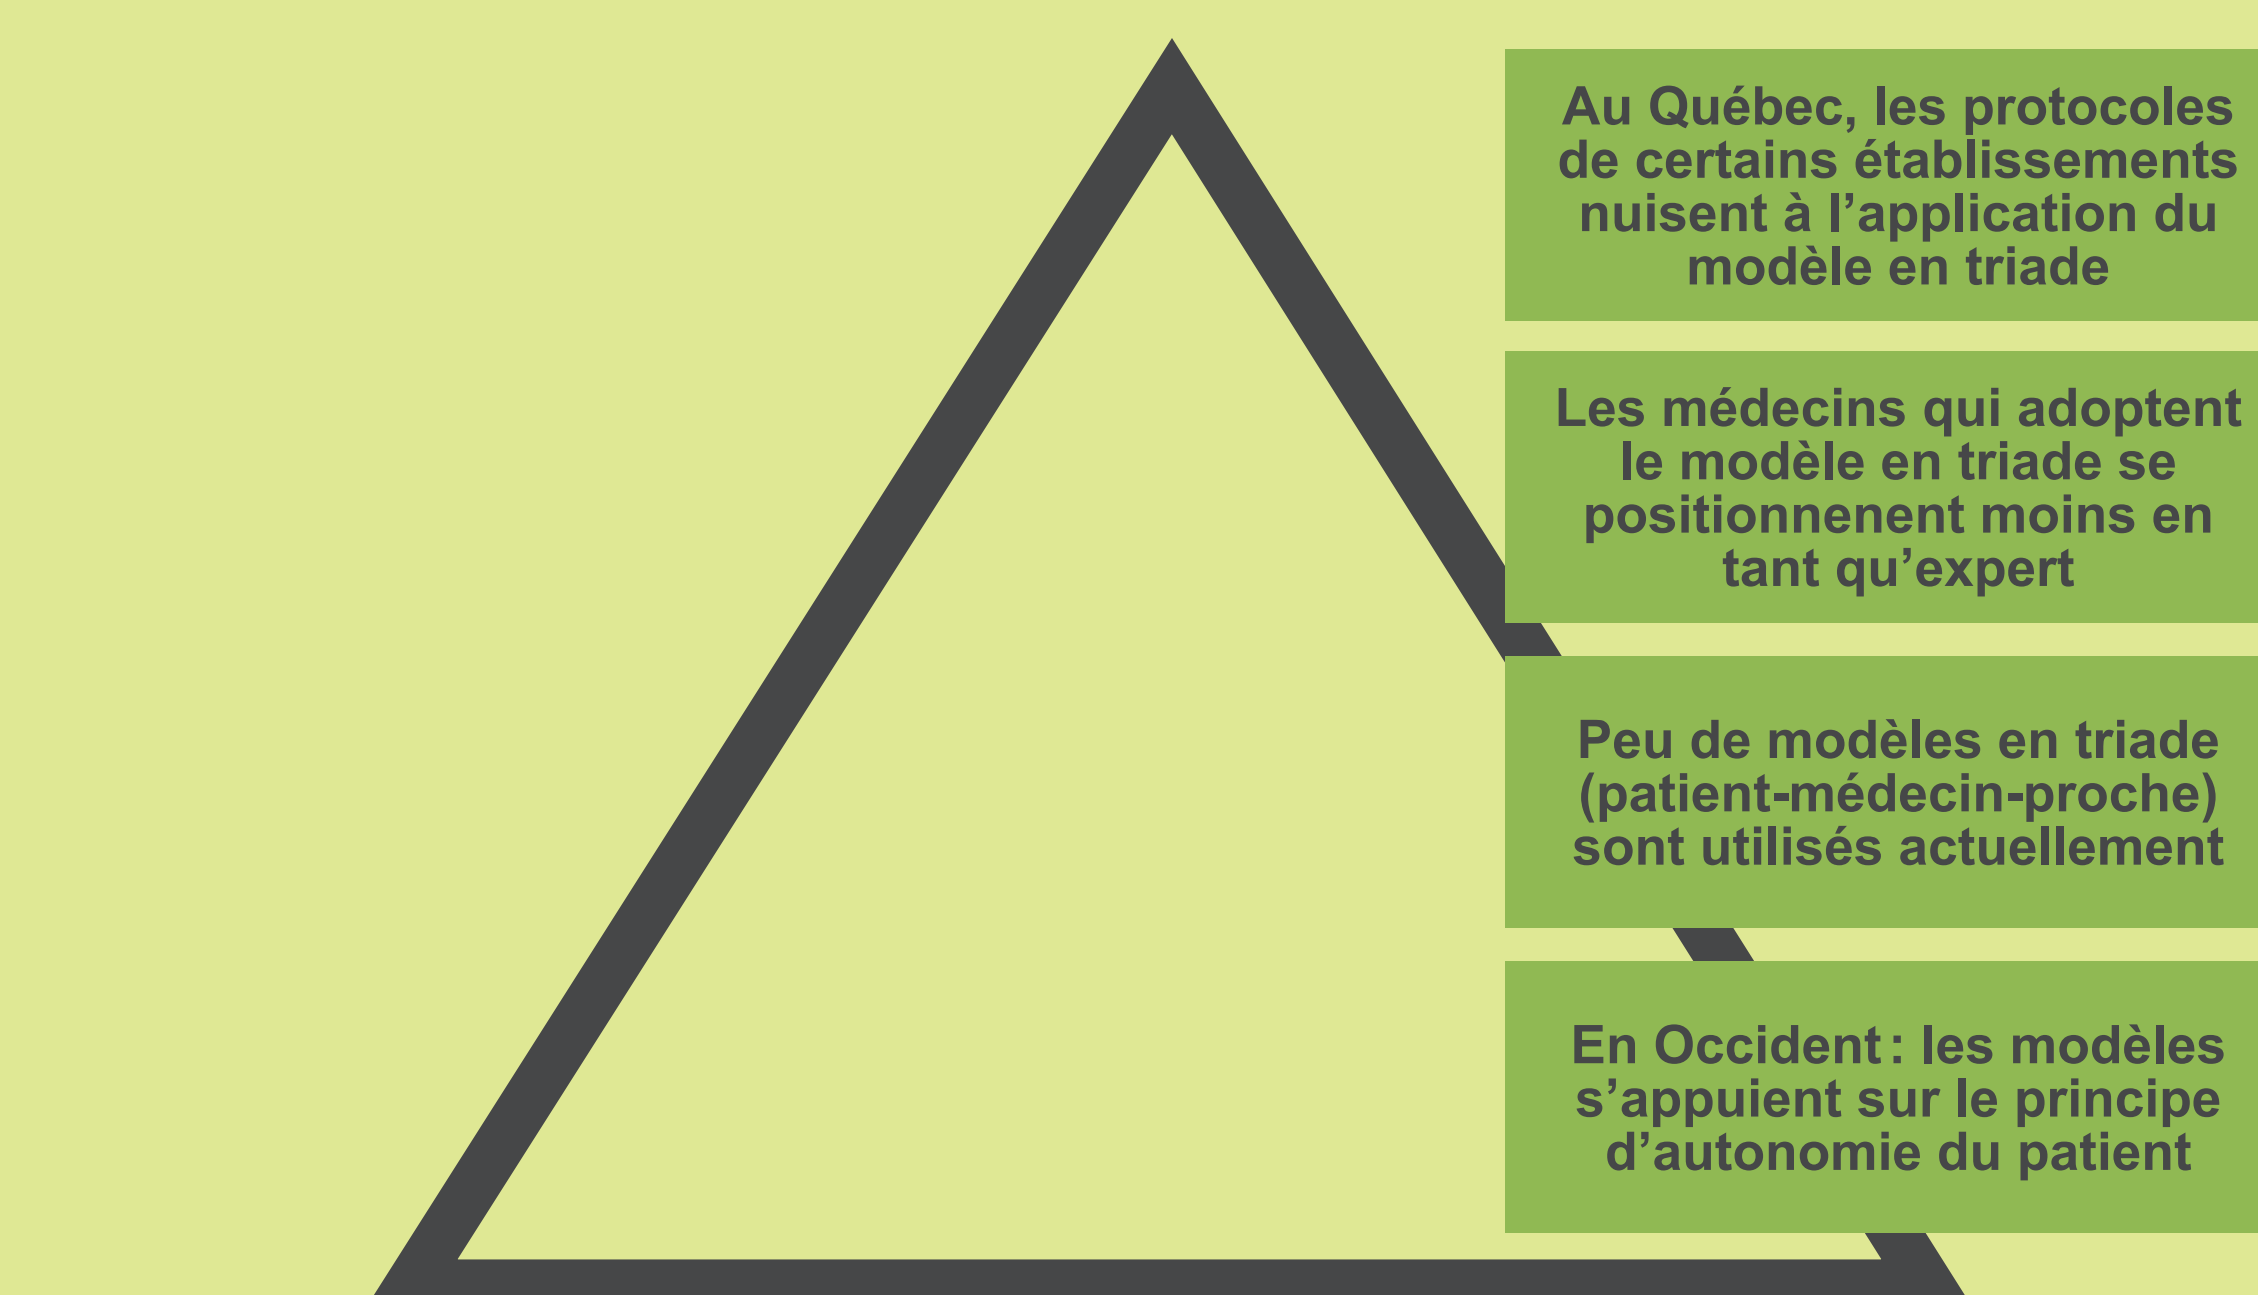 Au Québec, les protocoles
de certains établissements
nuisent à l’application du
modèle en triade
Les médecins qui adoptent
le modèle en triade se
positionnenent moins en
tant qu’expert
Peu de modèles en triade
(patient-médecin-proche)
sont utilisés actuellement
En Occident : les modèles
s’appuient sur le principe
d’autonomie du patient